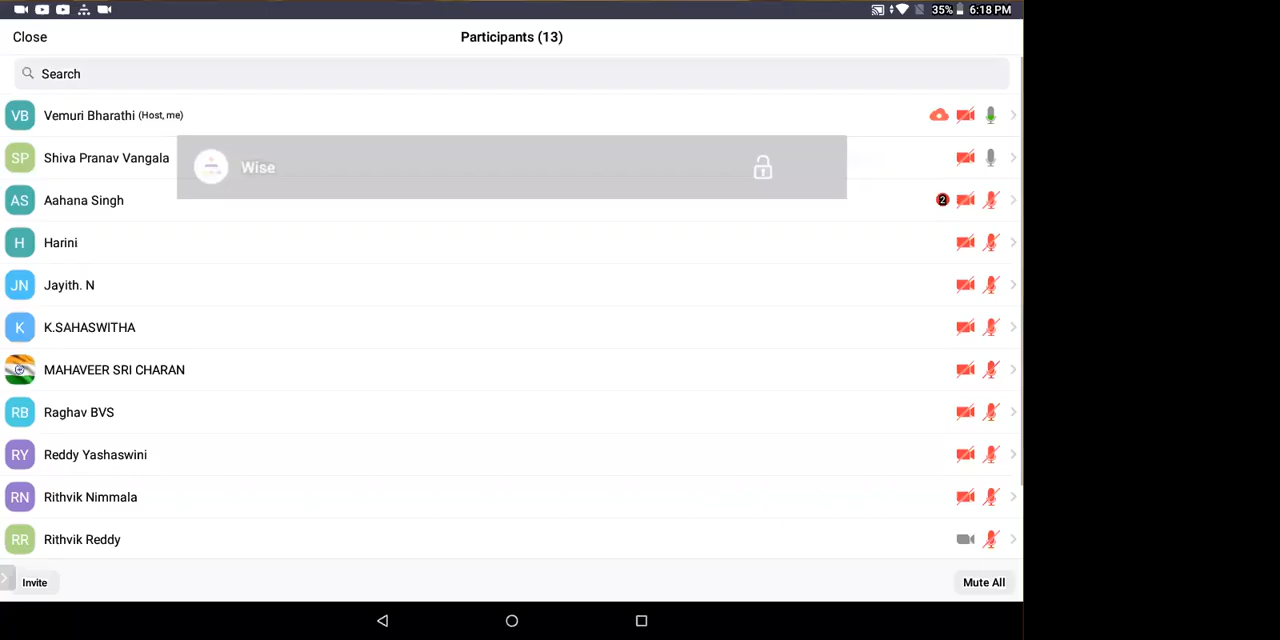 35% 6:18 PM
Close
Participants (13)
Search
VB Vemuri Bharathi (Host, me)
SP Shiva Pranav Vangala
Wise
AS Aahana Singh 2
H Harini
JN Jayith. N
K K.SAHASWITHA
MAHAVEER SRI CHARAN
RB Raghav BVS
RY Reddy Yashaswini
RN Rithvik Nimmala
RR Rithvik Reddy
Invite
Mute All